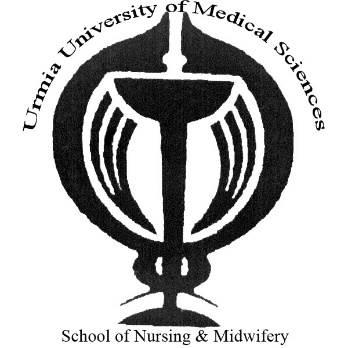 Urmia University of Medical Sciences
School of Nursing & Midwifery